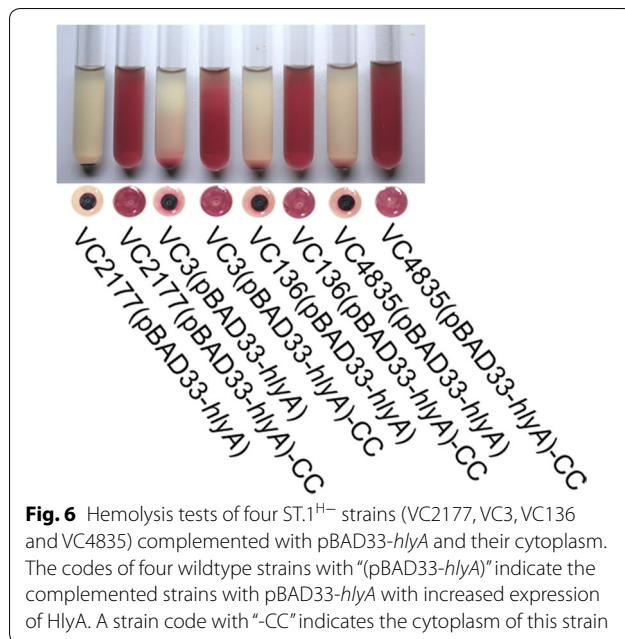 VC2177(pBAD33-hlyA)
VC2177(pBAD33-hlyA)-CC
VC3(pBAD33-hlyA)
VC3(pBAD33-hlyA)-CC
VC136(pBAD33-hlyA)
VC136(pBAD33-hlyA)-CC
VC4835(pBAD33-hlyA)
VC4835(pBAD33-hlyA)-CC
Fig. 6 Hemolysis tests of four ST.1H− strains (VC2177, VC3, VC136
and VC4835) complemented with pBAD33-hlyA and their cytoplasm.
The codes of four wildtype strains with “(pBAD33-hlyA)” indicate the
complemented strains with pBAD33-hlyA with increased expression
of HlyA. A strain code with “-CC” indicates the cytoplasm of this strain